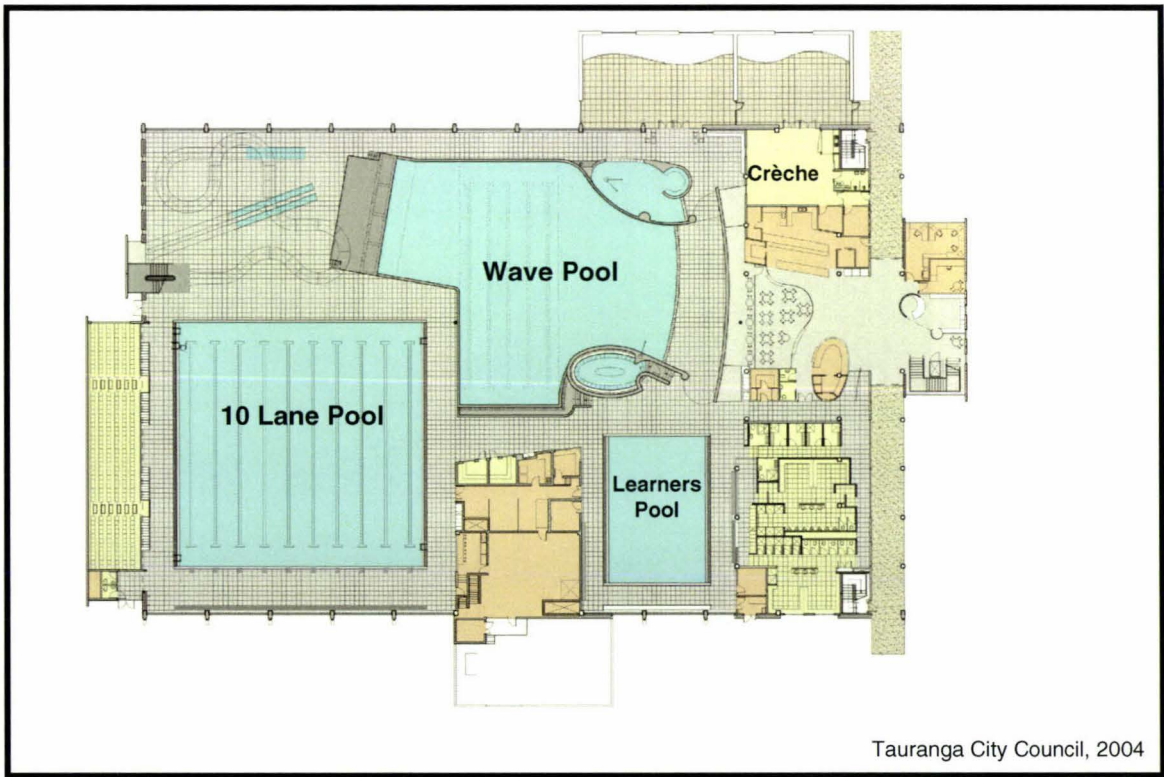 Crèche
Wave Pool
10 Lane Pool
Learners
Pool
Tauranga City Council, 2004